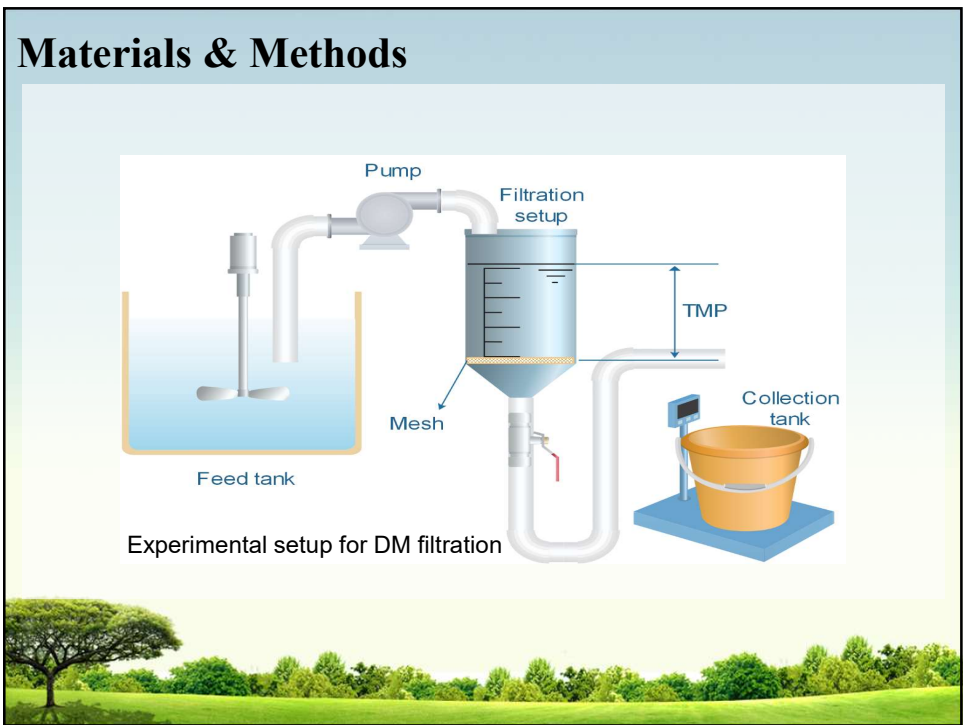 Materials & Methods
Pump
Filtration
setup
TMP
Mesh
Collection
tank
Feed tank
Experimental setup for DM filtration